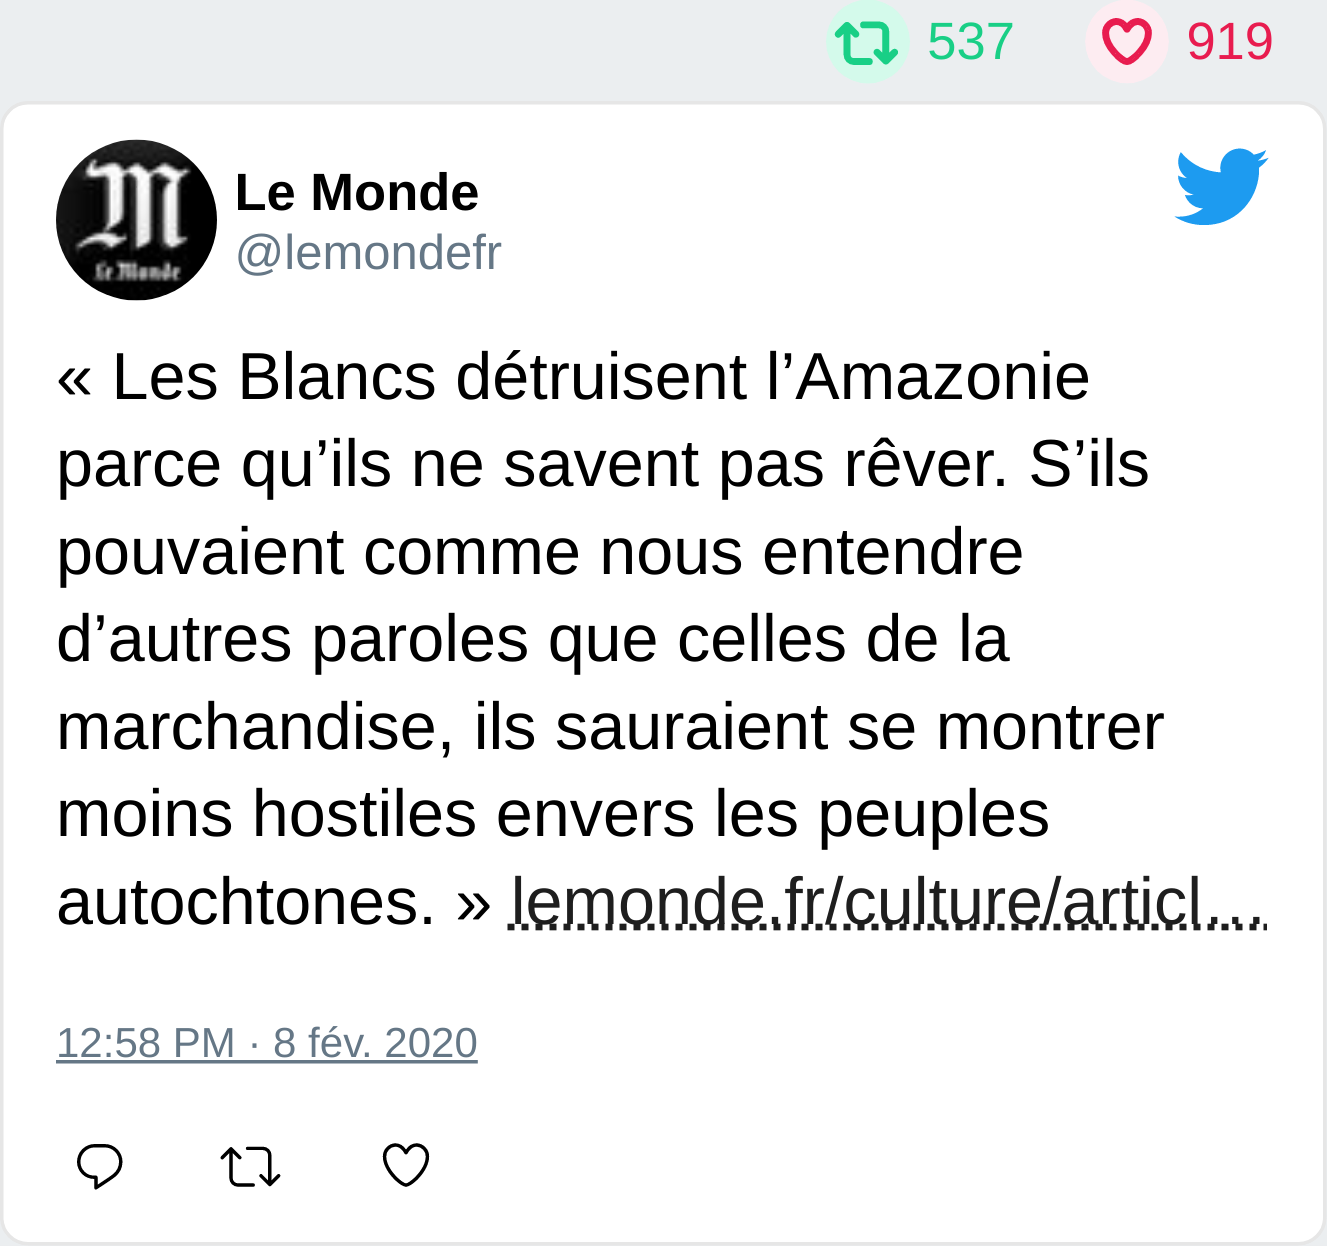 537 919
Le Monde
@lemondefr
« Les Blancs détruisent l’Amazonie
parce qu’ils ne savent pas rêver. S’ils
pouvaient comme nous entendre
d’autres paroles que celles de la
marchandise, ils sauraient se montrer
moins hostiles envers les peuples
autochtones. » lemonde.fr/culture/articl…
12:58 PM · 8 fév. 2020
M
Le Monde